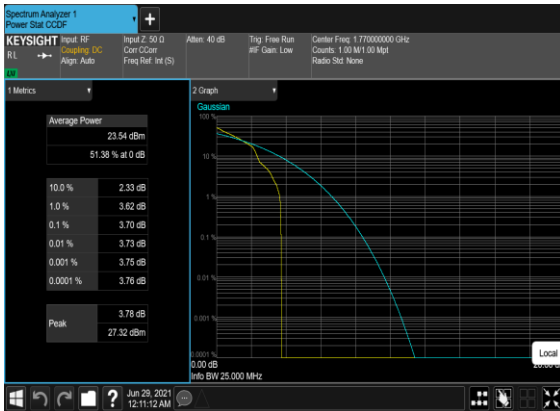 Spectrum Analyzer 1
Power Stat CCDF
KEYSIGHT
RL
LM
Input: RF
Coupling: DC
Align: Auto
Input Z: 50 Ω
Corr CCorr
Freq Ref: Int (S)
Atten: 40 dB
Trig: Free Run
#IF Gain: Low
Center Freq: 1.770000000 GHz
Counts: 1.00 M/1.00 Mpt
Radio Std: None
1 Metrics
Average Power
23.54 dBm
51.38 % at 0 dB
10.0 % 2.33 dB
1.0 % 3.62 dB
0.1 % 3.70 dB
0.01 % 3.73 dB
0.001 % 3.75 dB
0.0001 % 3.76 dB
Peak
3.78 dB
27.32 dBm
2 Graph
Gaussian
100 %
10 %
1 %
0.1 %
0.01 %
0.001 %
0.0001 %
0.00 dB
Info BW 25.000 MHz
Local
Jun 29, 2021
12:11:12 AM